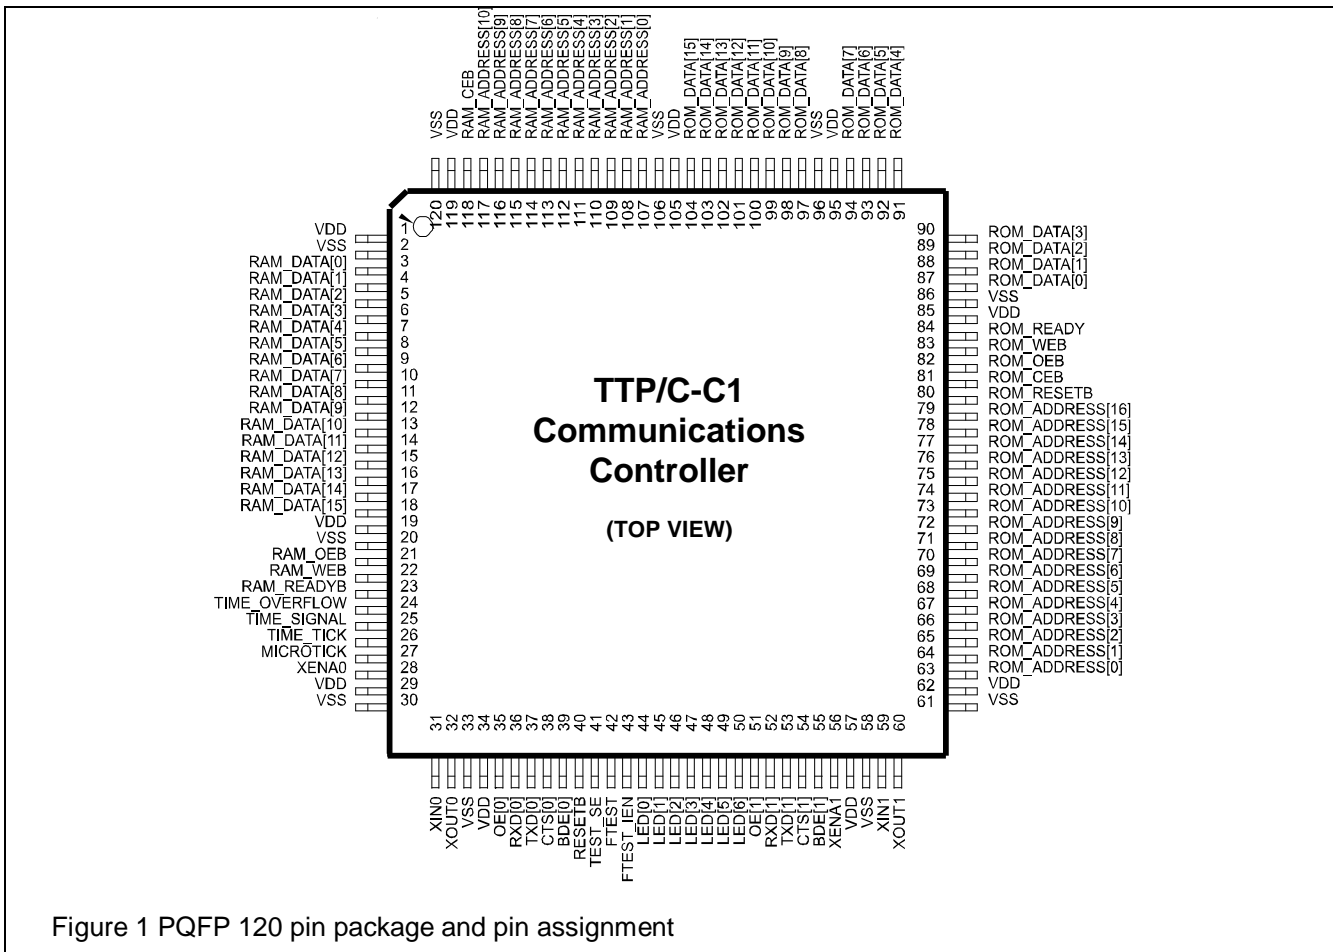 VSS
VDD
RAM_CEB
RAM_ADDRESS[10]
RAM_ADDRESS[9]
RAM_ADDRESS[8]
RAM_ADDRESS[7]
RAM_ADDRESS[6]
RAM_ADDRESS[5]
RAM_ADDRESS[4]
RAM_ADDRESS[3]
RAM_ADDRESS[2]
RAM_ADDRESS[1]
RAM_ADDRESS[0]
VSS
VDD
ROM_DATA[15]
ROM_DATA[14]
ROM_DATA[13]
ROM_DATA[12]
ROM_DATA[11]
ROM_DATA[10]
ROM_DATA[9]
ROM_DATA[8]
VSS
VDD
ROM_DATA[7]
ROM_DATA[6]
ROM_DATA[5]
ROM_DATA[4]
120
119
118
117
116
115
114
113
112
111
110
109
108
107
106
105
104
103
102
101
100
99
98
97
96
95
94
93
92
91
VDD 1
VSS 2
RAM_DATA[0] 3
RAM_DATA[1] 4
RAM_DATA[2] 5
RAM_DATA[3] 6
RAM_DATA[4] 7
RAM_DATA[5] 8
RAM_DATA[6] 9
RAM_DATA[7] 10
RAM_DATA[8] 11
RAM_DATA[9] 12
RAM_DATA[10] 13
RAM_DATA[11] 14
RAM_DATA[12] 15
RAM_DATA[13] 16
RAM_DATA[14] 17
RAM_DATA[15] 18
VDD 19
VSS 20
RAM_OEB 21
RAM_WEB 22
RAM_READYB 23
TIME_OVERFLOW 24
TIME_SIGNAL 25
TIME_TICK 26
MICROTICK 27
XENA0 28
VDD 29
VSS 30
TTP/C-C1
Communications
Controller
(TOP VIEW)
90 ROM_DATA[3]
89 ROM_DATA[2]
88 ROM_DATA[1]
87 ROM_DATA[0]
86 VSS
85 VDD
84 ROM_READY
83 ROM_WEB
82 ROM_OEB
81 ROM_CEB
80 ROM_RESETB
79 ROM_ADDRESS[16]
78 ROM_ADDRESS[15]
77 ROM_ADDRESS[14]
76 ROM_ADDRESS[13]
75 ROM_ADDRESS[12]
74 ROM_ADDRESS[11]
73 ROM_ADDRESS[10]
72 ROM_ADDRESS[9]
71 ROM_ADDRESS[8]
70 ROM_ADDRESS[7]
69 ROM_ADDRESS[6]
68 ROM_ADDRESS[5]
67 ROM_ADDRESS[4]
66 ROM_ADDRESS[3]
65 ROM_ADDRESS[2]
64 ROM_ADDRESS[1]
63 ROM_ADDRESS[0]
62 VDD
61 VSS
31
32
33
34
35
36
37
38
39
40
41
42
43
44
45
46
47
48
49
50
51
52
53
54
55
56
57
58
59
60
XIN0
XOUT0
VSS
VDD
OE[0]
RXD[0]
TXD[0]
CTS[0]
BDE[0]
RESETB
TEST_SE
FTEST
FTEST_IEN
LED[0]
LED[1]
LED[2]
LED[3]
LED[4]
LED[5]
LED[6]
OE[1]
RXD[1]
TXD[1]
CTS[1]
BDE[1]
XENA1
VDD
VSS
XIN1
XOUT1
Figure 1 PQFP 120 pin package and pin assignment